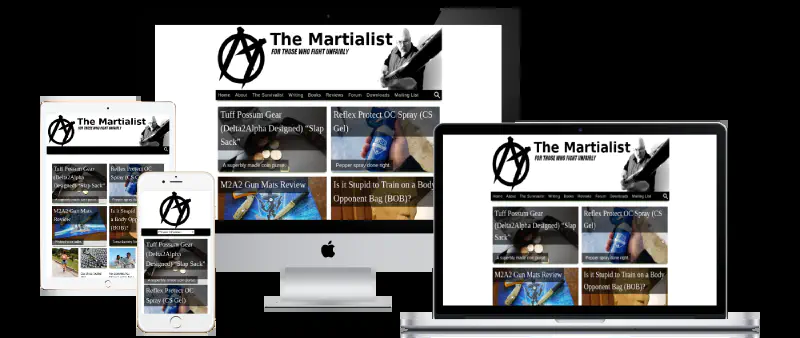 The Martialist
FOR THOSE WHO FIGHT UNFAIRLY
Home About The Survivalist Writing Books Reviews Forum Downloads Mailing List
Tuff Possum Gear
(Delta2Alpha Designed) “Slap
Sack”
A superbly made coin purse.
Reflex Protect OC Spray (CS
Gel)
Pepper spray done right.
M2A2 Gun Mats Review
Is it Stupid to Train on a Body
Opponent Bag (BOB)?
The Martialist
FOR THOSE WHO FIGHT UNFAIRLY
Tuff Possum Gear
(Delta2Alpha
Designed) “Slap Sack”
Reflex Protect OC
Spray (CS Gel)
M2A2 Gun Mats
Review
Is it Stupid
to Train on
a Body
Opponent Bag
(BOB)?
Tuff Possum Gear
(Delta2Alpha
Designed) “Slap Sack”
Reflex Protect OC
Spray (CS Gel)
The Martialist
FOR THOSE WHO FIGHT UNFAIRLY
Home About The Survivalist Writing Books Reviews Forum Downloads Mailing List
Tuff Possum Gear
(Delta2Alpha Designed) “Slap
Sack”
A superbly made coin purse.
Reflex Protect OC Spray (CS
Gel)
Pepper spray done right.
M2A2 Gun Mats Review
Is it Stupid to Train on a Body
Opponent Bag (BOB)?